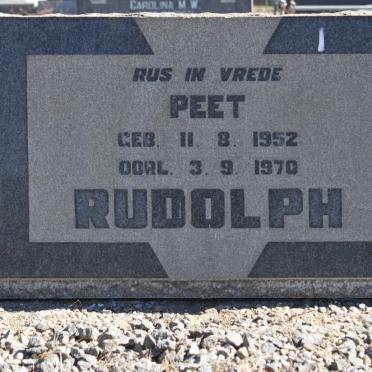 CAROLINA M.W.
RUS IN VREDE
PEET
GEB. 11. 8. 1952
OORL. 3. 9. 1970
RUDOLPH